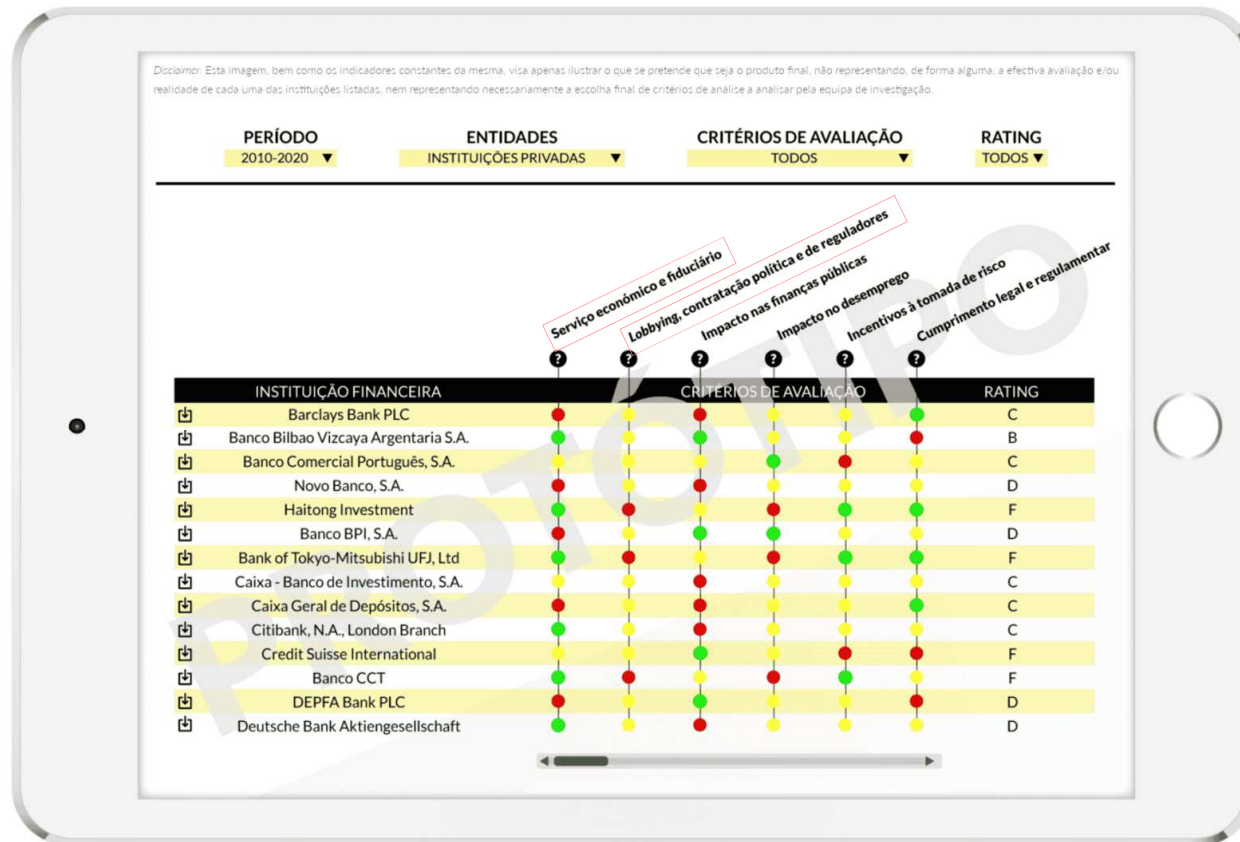 Disclaimer: Esta imagem, bem como os indicadores constantes da mesma, visa apenas ilustrar o que se pretende que seja o produto final, não representando, de forma alguma, a efectiva avaliação e/ou
realidade de cada uma das instituições listadas, nem representando necessariamente a escolha final de critérios de análise a analisar pela equipa de investigação.
PERÍODO ENTIDADES CRITÉRIOS DE AVALIAÇÃO RATING
2010-2020 ▼ INSTITUIÇÕES PRIVADAS ▼ TODOS ▼ TODOS ▼
Serviço económico e fiduciário
Lobbying, contratação política e de reguladores
Impacto nas finanças públicas
Impacto no desemprego
Incentivos à tomada de risco
Cumprimento legal e regulamentar
? ? ? ? ? ?
INSTITUIÇÃO FINANCEIRA CRITÉRIOS DE AVALIAÇÃO RATING
Barclays Bank PLC C
Banco Bilbao Vizcaya Argentaria S.A. B
Banco Comercial Português, S.A. C
Novo Banco, S.A. D
Haitong Investment F
Banco BPI, S.A. D
Bank of Tokyo-Mitsubishi UFJ, Ltd F
Caixa - Banco de Investimento, S.A. C
Caixa Geral de Depósitos, S.A. C
Citibank, N.A., London Branch C
Credit Suisse International F
Banco CCT F
DEPFA Bank PLC D
Deutsche Bank Aktiengesellschaft D
PROTÓTIPO